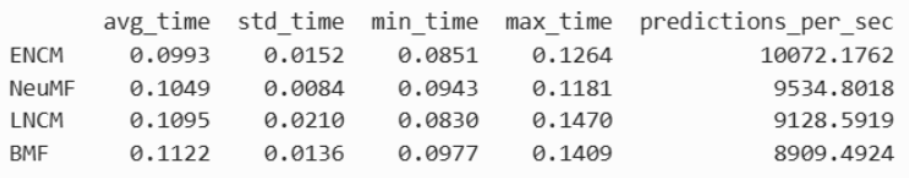 avg_time std_time min_time max_time predictions_per_sec
ENCM 0.0993 0.0152 0.0851 0.1264 10072.1762
NeuMF 0.1049 0.0084 0.0943 0.1181 9534.8018
LNCM 0.1095 0.0210 0.0830 0.1470 9128.5919
BMF 0.1122 0.0136 0.0977 0.1409 8909.4924